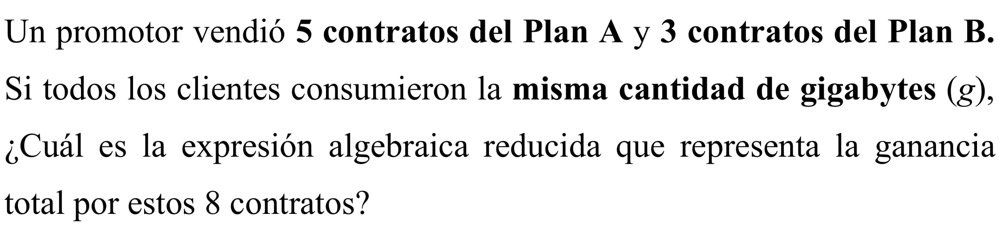 Un promotor vendió 5 contratos del Plan A y 3 contratos del Plan B.
Si todos los clientes consumieron la misma cantidad de gigabytes (g),
¿Cuál es la expresión algebraica reducida que representa la ganancia
total por estos 8 contratos?